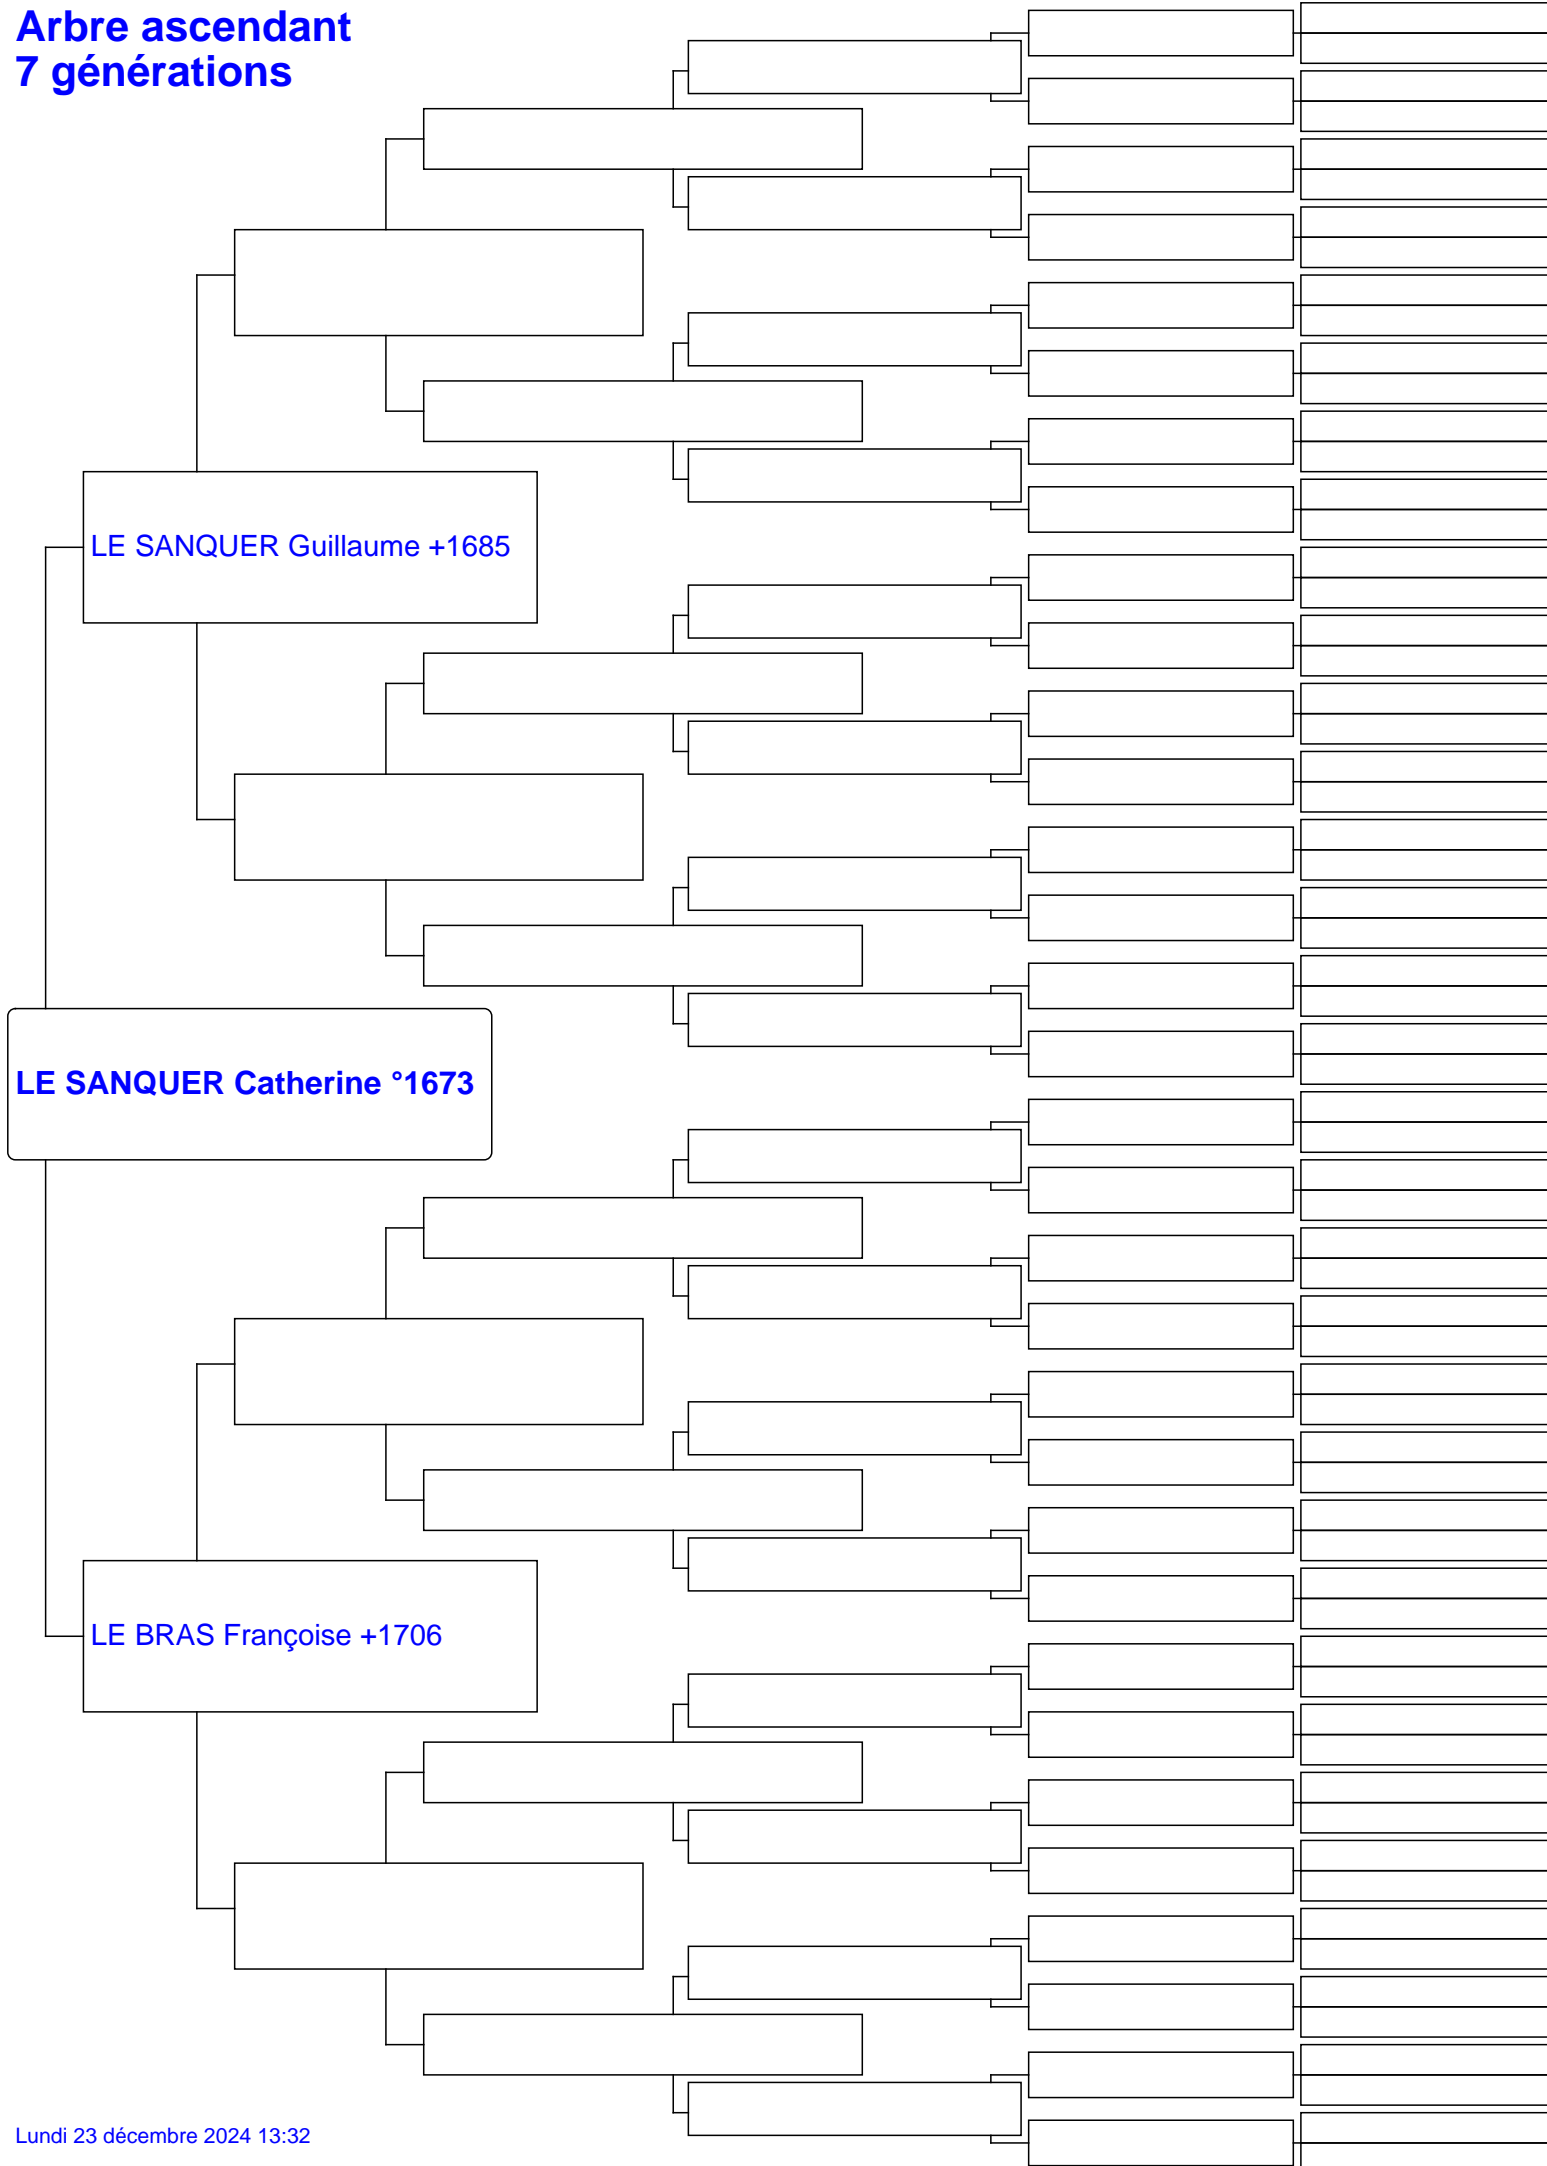 Arbre ascendant
7 générations
LE SANQUER Guillaume +1685
LE SANQUER Catherine °1673
LE BRAS Françoise +1706
Lundi 23 décembre 2024 13:32